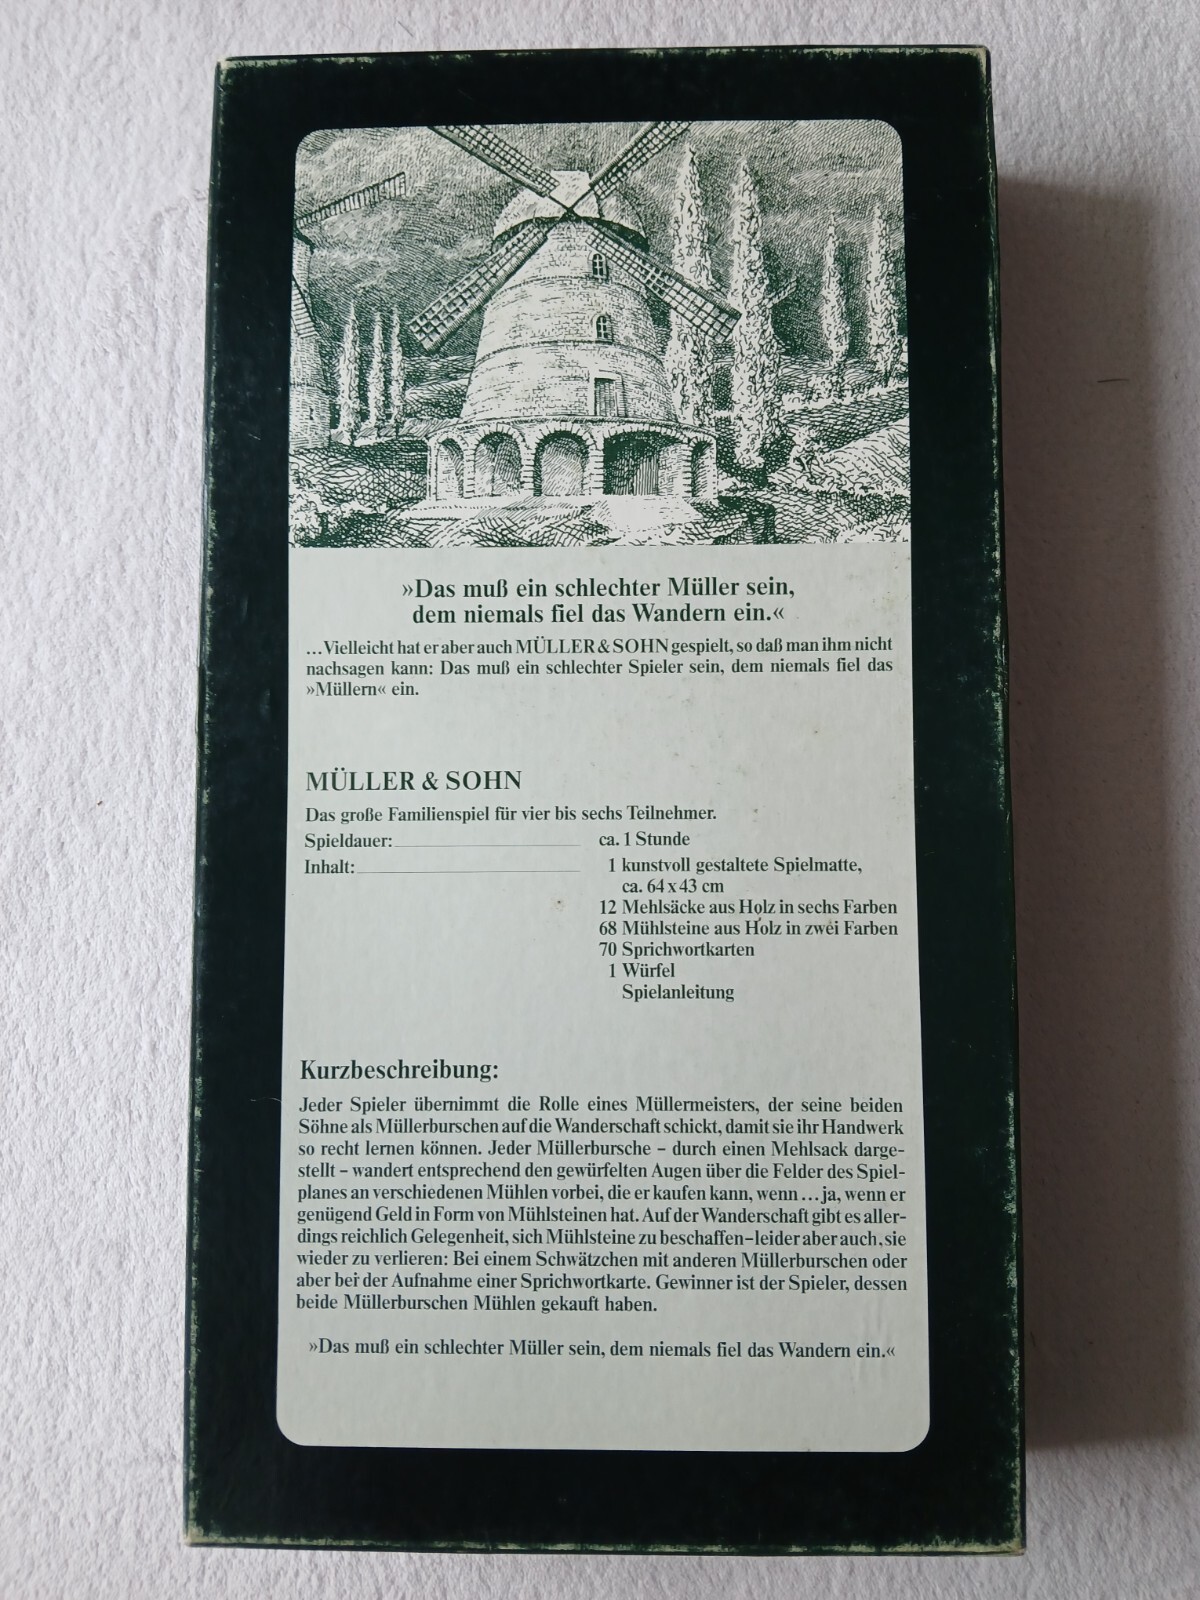 »Das muß ein schlechter Müller sein,
dem niemals fiel das Wandern ein.«
...Vielleicht hat er aber auch MÜLLER & SOHN gespielt, so daß man ihm nicht
nachsagen kann: Das muß ein schlechter Spieler sein, dem niemals fiel das
»Müllern« ein.
MÜLLER & SOHN
Das große Familienspiel für vier bis sechs Teilnehmer.
Spieldauer: ca. 1 Stunde
Inhalt: 1 kunstvoll gestaltete Spielmatte,
ca. 64 x 43 cm
12 Mehlsäcke aus Holz in sechs Farben
68 Mühlsteine aus Holz in zwei Farben
70 Sprichwortkarten
1 Würfel
Spielanleitung
Kurzbeschreibung:
Jeder Spieler übernimmt die Rolle eines Müllermeisters, der seine beiden
Söhne als Müllerburschen auf die Wanderschaft schickt, damit sie ihr Handwerk
so recht lernen können. Jeder Müllerbursche – durch einen Mehlsack darge-
stellt – wandert entsprechend den gewürfelten Augen über die Felder des Spiel-
planes an verschiedenen Mühlen vorbei, die er kaufen kann, wenn ... ja, wenn er
genügend Geld in Form von Mühlsteinen hat. Auf der Wanderschaft gibt es aller-
dings reichlich Gelegenheit, sich Mühlsteine zu beschaffen – leider aber auch, sie
wieder zu verlieren: Bei einem Schwätzchen mit anderen Müllerburschen oder
aber bei der Aufnahme einer Sprichwortkarte. Gewinner ist der Spieler, dessen
beide Müllerburschen Mühlen gekauft haben.
»Das muß ein schlechter Müller sein, dem niemals fiel das Wandern ein.«